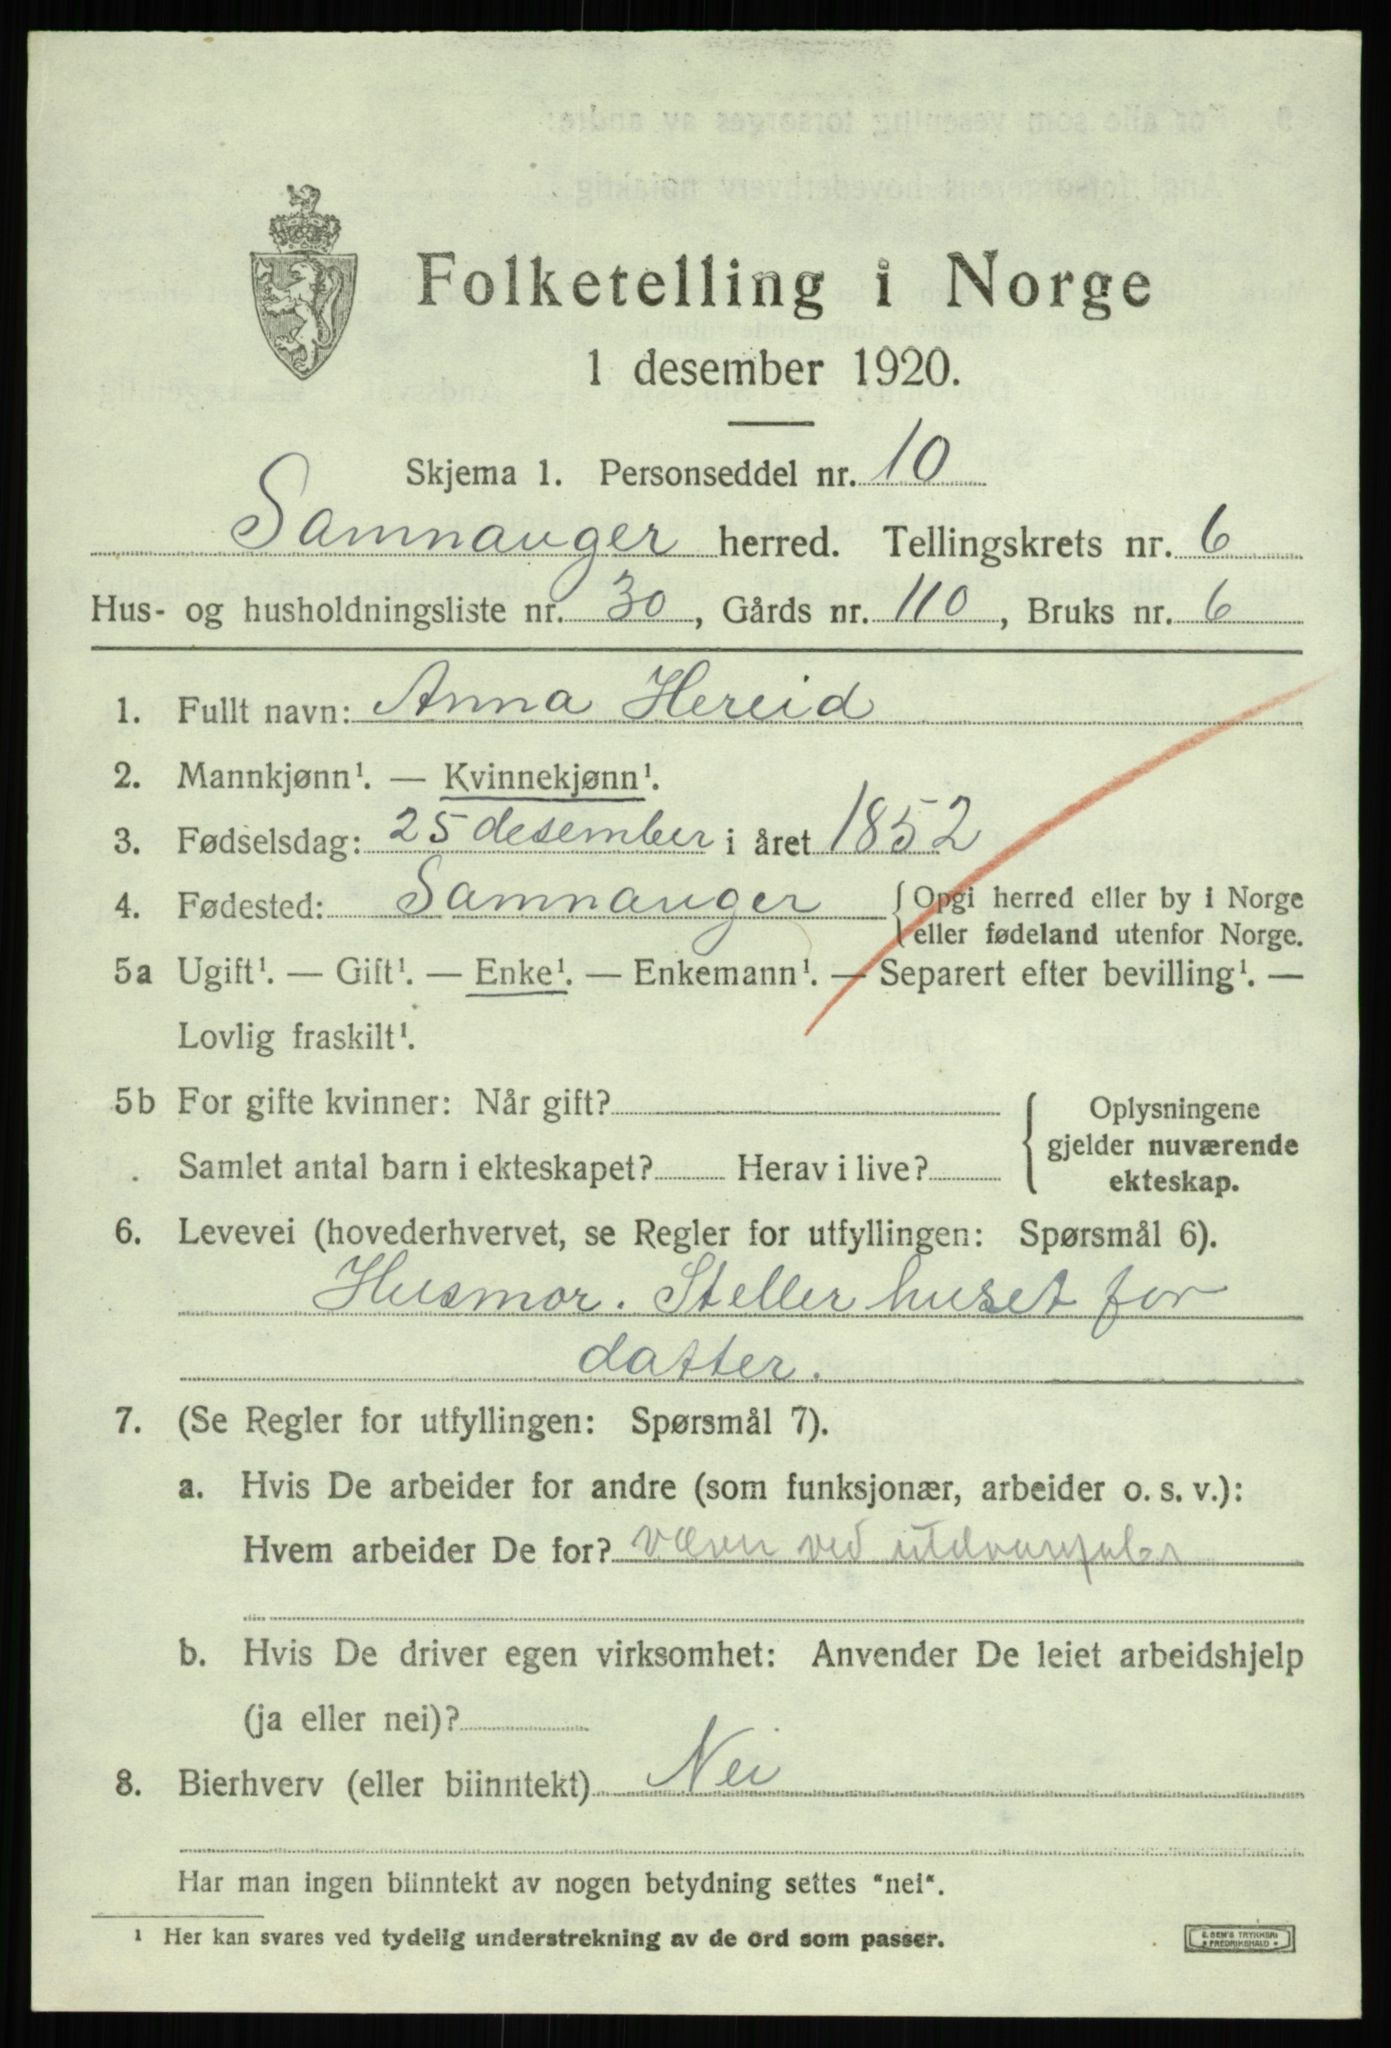 Folketelling i Norge
1 desember 1920.
Skjema 1. Personseddel nr. 10
Samnanger herred. Tellingskrets nr. 6
Hus- og husholdningsliste nr. 30, Gårds nr. 110, Bruks nr. 6
1. Fullt navn: Anna Hereid
2. Mannkjønn¹. — Kvinnekjønn¹.
3. Fødselsdag: 25 desember i året 1852
4. Fødested: Samnanger { Opgi herred eller by i Norge
eller fødeland utenfor Norge.
5a Ugift¹. — Gift¹. — Enke¹. — Enkemann¹. — Separert efter bevilling¹. —
Lovlig fraskilt¹.
5b For gifte kvinner: Når gift? { Oplysningene
gjelder nuværende
Samlet antal barn i ekteskapet? Herav i live?
ekteskap.
6. Levevei (hovederhvervet, se Regler for utfyllingen: Spørsmål 6).
Husmor. Steller huset for
datter.
7. (Se Regler for utfyllingen: Spørsmål 7).
a. Hvis De arbeider for andre (som funksjonær, arbeider o. s. v.):
Hvem arbeider De for? ved
b. Hvis De driver egen virksomhet: Anvender De leiet arbeidshjelp
(ja eller nei)?
8. Bierhverv (eller biinntekt) Nei
Har man ingen biinntekt av nogen betydning settes "nei".
¹ Her kan svares ved tydelig understrekning av de ord som passer.
E. SEM'S TRYKKERI
FREDRIKSHALD